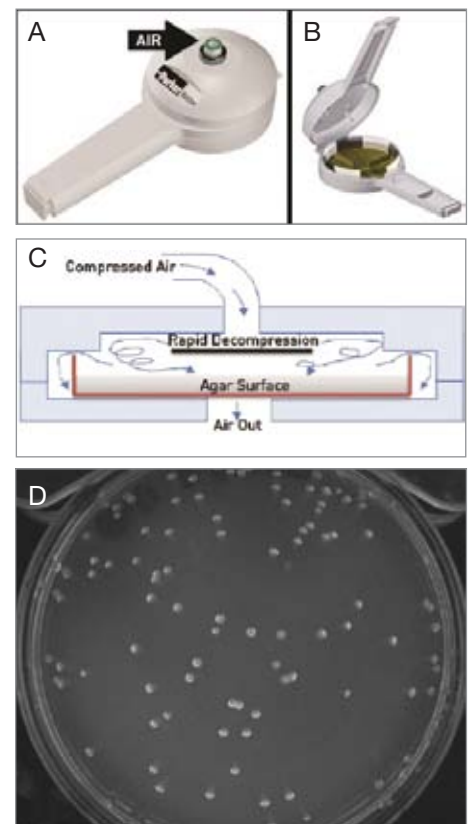 A
AIR
B
C
Compressed Air
Rapid Decompression
Agar Surface
Air Out
D